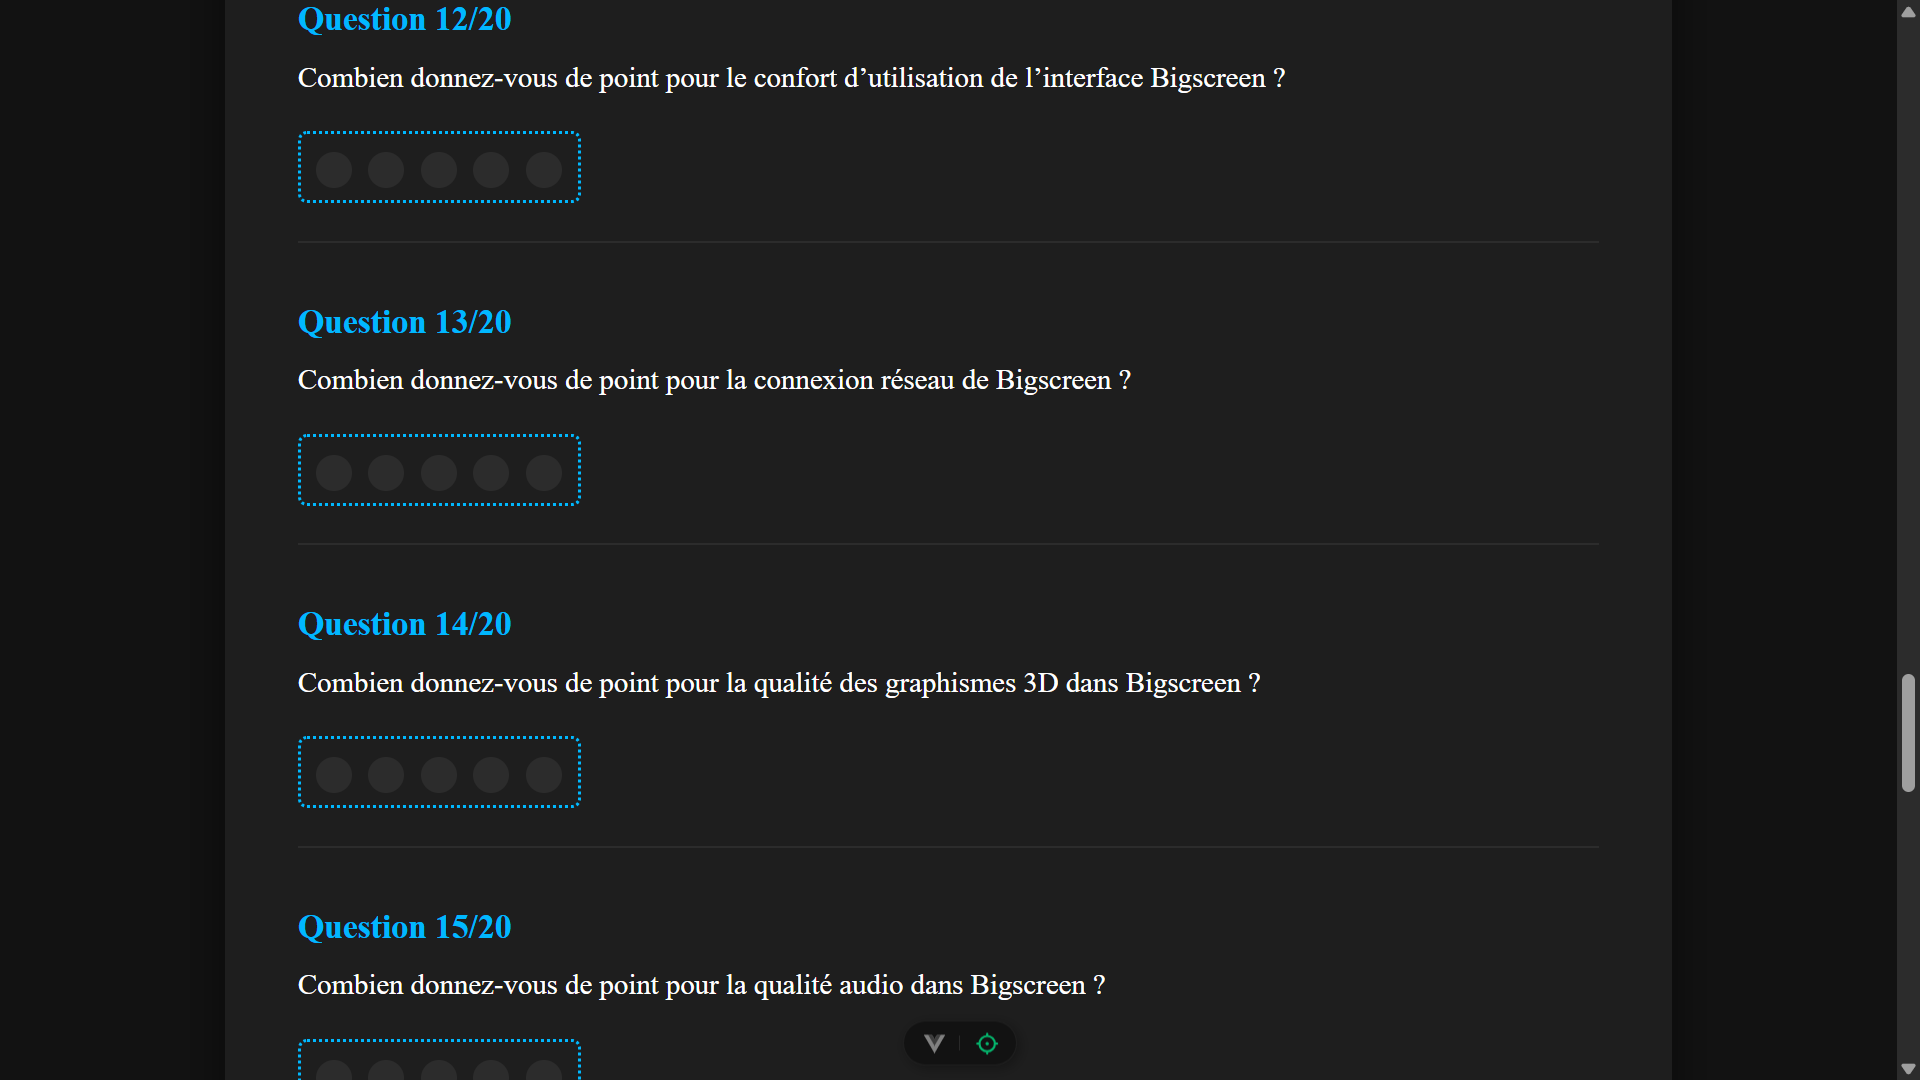 Question 12/20
Combien donnez-vous de point pour le confort d’utilisation de l’interface Bigscreen ?
Question 13/20
Combien donnez-vous de point pour la connexion réseau de Bigscreen ?
Question 14/20
Combien donnez-vous de point pour la qualité des graphismes 3D dans Bigscreen ?
Question 15/20
Combien donnez-vous de point pour la qualité audio dans Bigscreen ?